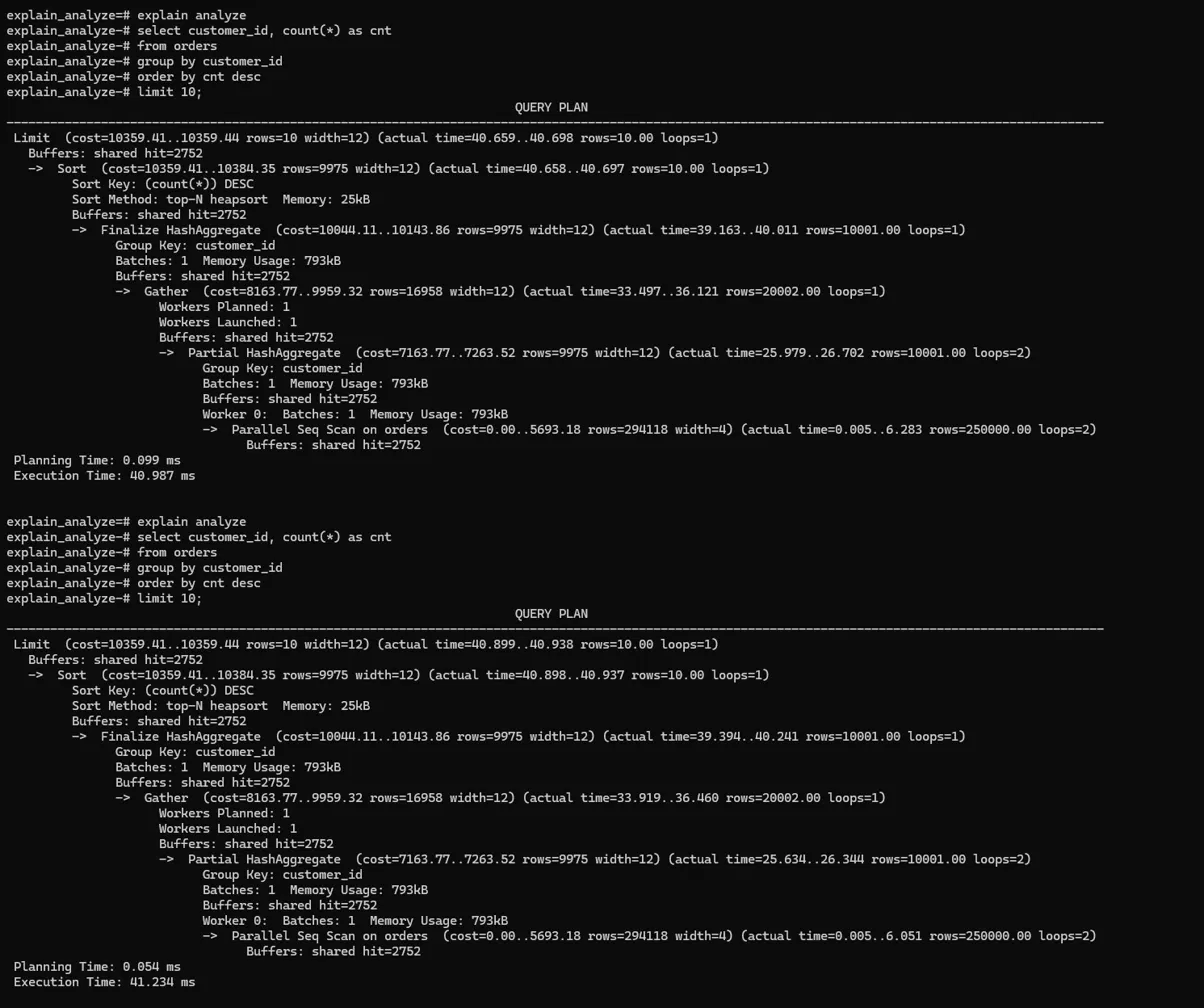 explain_analyze=# explain analyze
explain_analyze-# select customer_id, count(*) as cnt
explain_analyze-# from orders
explain_analyze-# group by customer_id
explain_analyze-# order by cnt desc
explain_analyze-# limit 10;
QUERY PLAN
Limit  (cost=10359.41..10359.44 rows=10 width=12) (actual time=40.659..40.698 rows=10.00 loops=1)
  Buffers: shared hit=2752
  ->  Sort  (cost=10359.41..10384.35 rows=9975 width=12) (actual time=40.658..40.697 rows=10.00 loops=1)
        Sort Key: (count(*)) DESC
        Sort Method: top-N heapsort  Memory: 25kB
        Buffers: shared hit=2752
        ->  Finalize HashAggregate  (cost=10044.11..10143.86 rows=9975 width=12) (actual time=39.163..40.011 rows=10001.00 loops=1)
              Group Key: customer_id
              Batches: 1  Memory Usage: 793kB
              Buffers: shared hit=2752
              ->  Gather  (cost=8163.77..9959.32 rows=16958 width=12) (actual time=33.497..36.121 rows=20002.00 loops=1)
                    Workers Planned: 1
                    Workers Launched: 1
                    Buffers: shared hit=2752
                    ->  Partial HashAggregate  (cost=7163.77..7263.52 rows=9975 width=12) (actual time=25.979..26.702 rows=10001.00 loops=2)
                          Group Key: customer_id
                          Batches: 1  Memory Usage: 793kB
                          Buffers: shared hit=2752
                          Worker 0:  Batches: 1  Memory Usage: 793kB
                          ->  Parallel Seq Scan on orders  (cost=0.00..5693.18 rows=294118 width=4) (actual time=0.005..6.283 rows=250000.00 loops=2)
                                Buffers: shared hit=2752
Planning Time: 0.099 ms
Execution Time: 40.987 ms
explain_analyze=# explain analyze
explain_analyze-# select customer_id, count(*) as cnt
explain_analyze-# from orders
explain_analyze-# group by customer_id
explain_analyze-# order by cnt desc
explain_analyze-# limit 10;
QUERY PLAN
Limit  (cost=10359.41..10359.44 rows=10 width=12) (actual time=40.899..40.938 rows=10.00 loops=1)
  Buffers: shared hit=2752
  ->  Sort  (cost=10359.41..10384.35 rows=9975 width=12) (actual time=40.898..40.937 rows=10.00 loops=1)
        Sort Key: (count(*)) DESC
        Sort Method: top-N heapsort  Memory: 25kB
        Buffers: shared hit=2752
        ->  Finalize HashAggregate  (cost=10044.11..10143.86 rows=9975 width=12) (actual time=39.394..40.241 rows=10001.00 loops=1)
              Group Key: customer_id
              Batches: 1  Memory Usage: 793kB
              Buffers: shared hit=2752
              ->  Gather  (cost=8163.77..9959.32 rows=16958 width=12) (actual time=33.919..36.460 rows=20002.00 loops=1)
                    Workers Planned: 1
                    Workers Launched: 1
                    Buffers: shared hit=2752
                    ->  Partial HashAggregate  (cost=7163.77..7263.52 rows=9975 width=12) (actual time=25.634..26.344 rows=10001.00 loops=2)
                          Group Key: customer_id
                          Batches: 1  Memory Usage: 793kB
                          Buffers: shared hit=2752
                          Worker 0:  Batches: 1  Memory Usage: 793kB
                          ->  Parallel Seq Scan on orders  (cost=0.00..5693.18 rows=294118 width=4) (actual time=0.005..6.051 rows=250000.00 loops=2)
                                Buffers: shared hit=2752
Planning Time: 0.054 ms
Execution Time: 41.234 ms